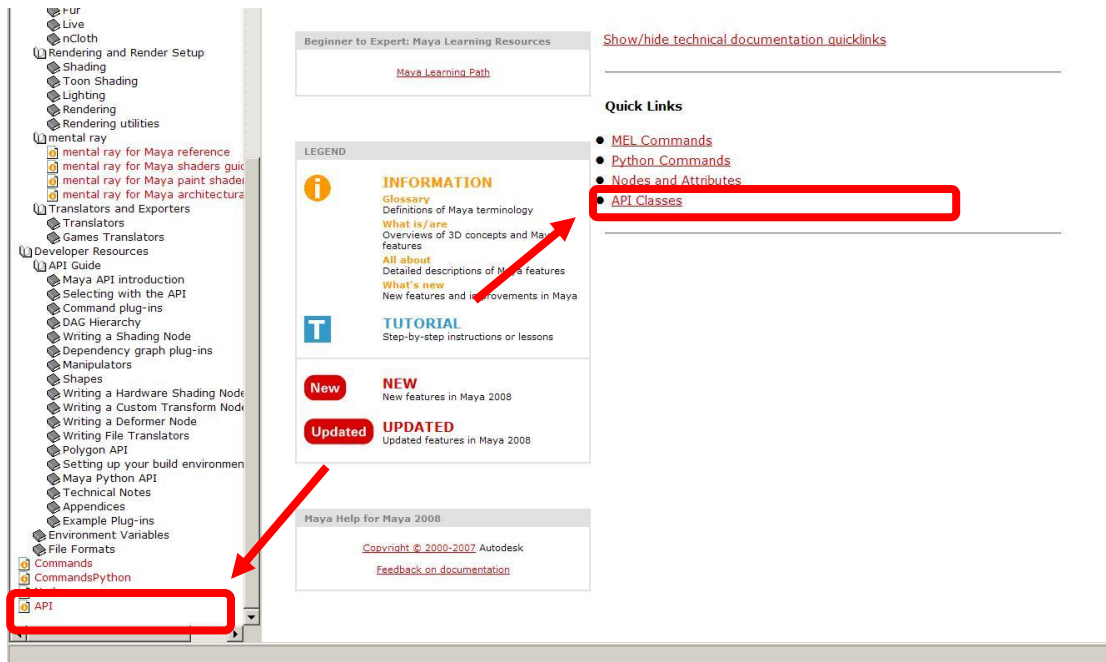 Fur
Live
nCloth
Rendering and Render Setup
Shading
Toon Shading
Lighting
Rendering
Rendering utilities
mental ray
mental ray for Maya reference
mental ray for Maya shaders guid
mental ray for Maya paint shader
mental ray for Maya architectura
Translators and Exporters
Translators
Games Translators
Developer Resources
API Guide
Maya API introduction
Selecting with the API
Command plug-ins
DAG Hierarchy
Writing a Shading Node
Dependency graph plug-ins
Manipulators
Shapes
Writing a Hardware Shading Node
Writing a Custom Transform Node
Writing a Deformer Node
Writing File Translators
Polygon API
Setting up your build environmen
Maya Python API
Technical Notes
Appendices
Example Plug-ins
Environment Variables
File Formats
Commands
CommandsPython
API
Beginner to Expert: Maya Learning Resources
Maya Learning Path
LEGEND
i
INFORMATION
Glossary
Definitions of Maya terminology
What is/are
Overviews of 3D concepts and Maya
features
All about
Detailed descriptions of Maya features
What's new
New features and improvements in Maya
T
TUTORIAL
Step-by-step instructions or lessons
New
NEW
New features in Maya 2008
Updated
UPDATED
Updated features in Maya 2008
Maya Help for Maya 2008
Copyright © 2000-2007 Autodesk
Feedback on documentation
Show/hide technical documentation quicklinks
Quick Links
MEL Commands
Python Commands
Nodes and Attributes
API Classes